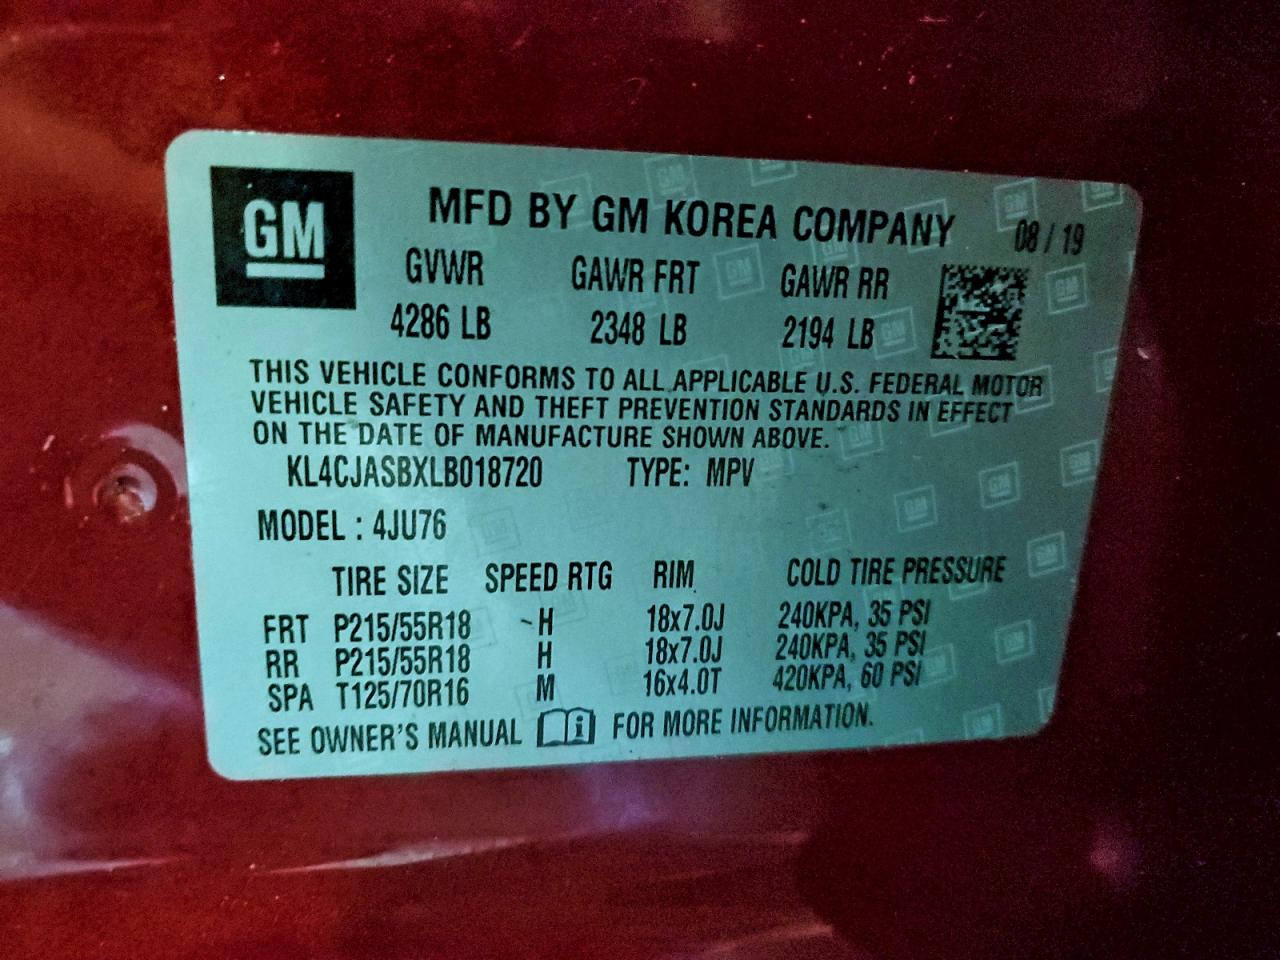 GM
MFD BY GM KOREA COMPANY 08 / 19
GVWR GAWR FRT GAWR RR
4286 LB 2348 LB 2194 LB
THIS VEHICLE CONFORMS TO ALL APPLICABLE U.S. FEDERAL MOTOR
VEHICLE SAFETY AND THEFT PREVENTION STANDARDS IN EFFECT
ON THE DATE OF MANUFACTURE SHOWN ABOVE.
KL4CJASBXLB018720 TYPE: MPV
MODEL : 4JU76
TIRE SIZE SPEED RTG RIM COLD TIRE PRESSURE
FRT P215/55R18 H 18x7.0J 240KPA, 35 PSI
RR P215/55R18 H 18x7.0J 240KPA, 35 PSI
SPA T125/70R16 M 16x4.0T 420KPA, 60 PSI
SEE OWNER'S MANUAL i FOR MORE INFORMATION.